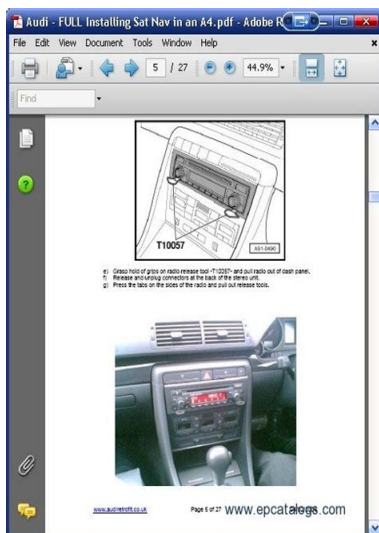 Audi - FULL Installing Sat Nav in an A4.pdf - Adobe R
File Edit View Document Tools Window Help
5 / 27 44.9%
Find
T10057
e) Grasp hold of grips on radio release tool -T10057- and pull radio out of dash panel.
f) Release and unplug connectors at the back of the stereo unit.
g) Press the tabs on the sides of the radio and pull out release tools.
www.audiretrofit.co.uk Page 5 of 27 www.epcatalogs.com